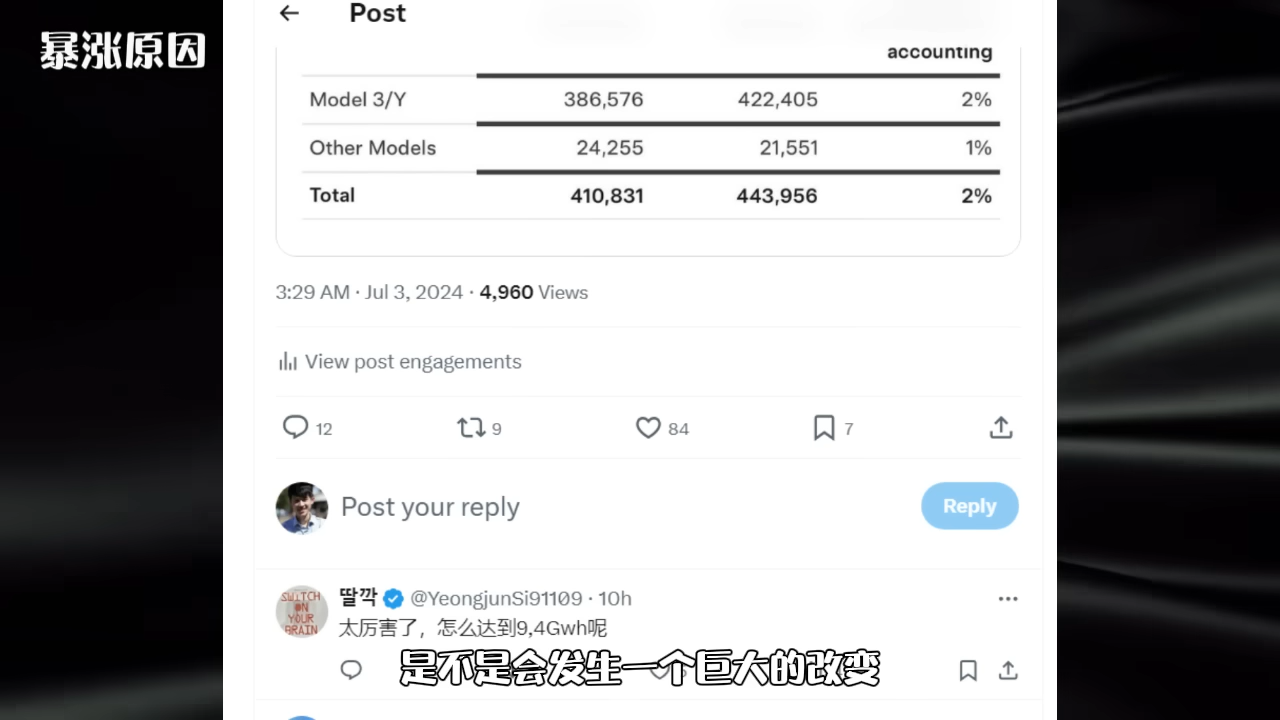 暴涨原因
Post
accounting
Model 3/Y 386,576 422,405 2%
Other Models 24,255 21,551 1%
Total 410,831 443,956 2%
3:29 AM · Jul 3, 2024 · 4,960 Views
View post engagements
12 9 84 7
Post your reply Reply
SWITCH
ON
YOUR
BRAIN
딸깍 @YeongjunSi91109 · 10h
太厉害了，怎么达到9,4Gwh呢
是不是会发生一个巨大的改变